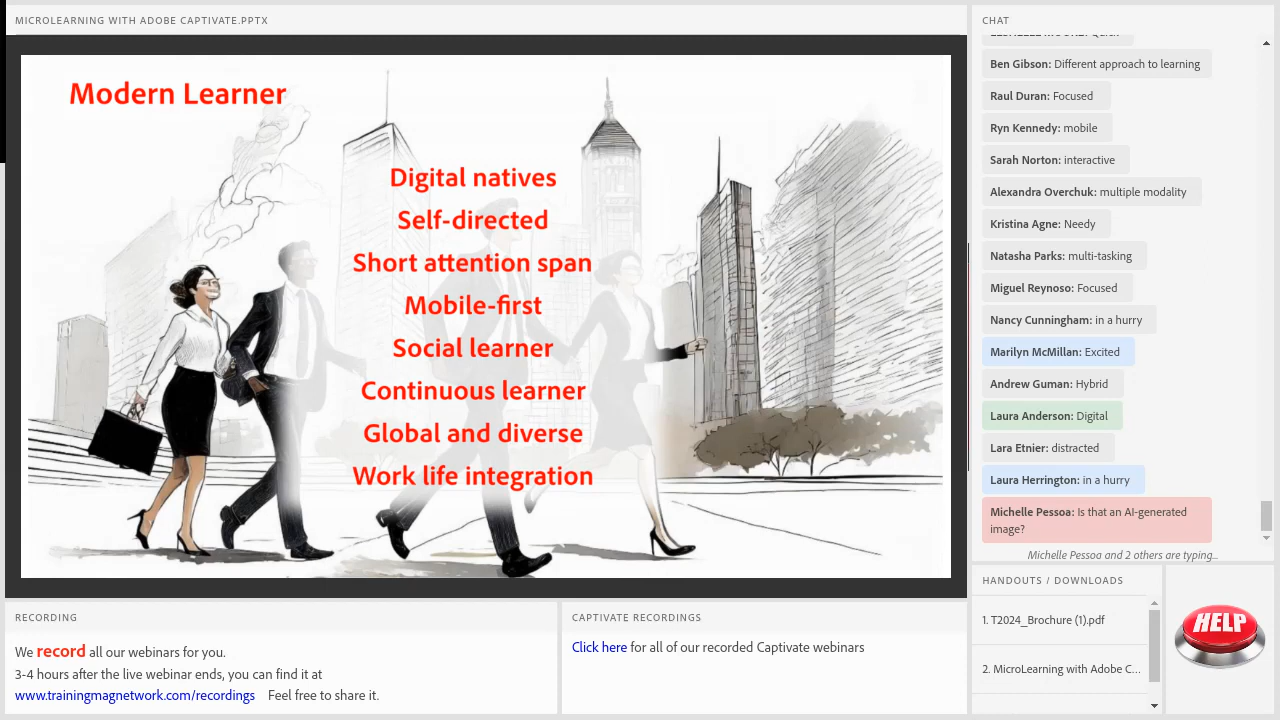 MICROLEARNING WITH ADOBE CAPTIVATE.PPTX
Modern Learner
Digital natives
Self-directed
Short attention span
Mobile-first
Social learner
Continuous learner
Global and diverse
Work life integration
CHAT
Ben Gibson: Different approach to learning
Raul Duran: Focused
Ryn Kennedy: mobile
Sarah Norton: interactive
Alexandra Overchuk: multiple modality
Kristina Agne: Needy
Natasha Parks: multi-tasking
Miguel Reynoso: Focused
Nancy Cunningham: in a hurry
Marilyn McMillan: Excited
Andrew Guman: Hybrid
Laura Anderson: Digital
Lara Etnier: distracted
Laura Herrington: in a hurry
Michelle Pessoa: Is that an AI-generated
image?
Michelle Pessoa and 2 others are typing...
RECORDING
We record all our webinars for you.
3-4 hours after the live webinar ends, you can find it at
www.trainingmagnetwork.com/recordings Feel free to share it.
CAPTIVATE RECORDINGS
Click here for all of our recorded Captivate webinars
HANDOUTS / DOWNLOADS
1. T2024_Brochure (1).pdf
2. MicroLearning with Adobe C...
HELP